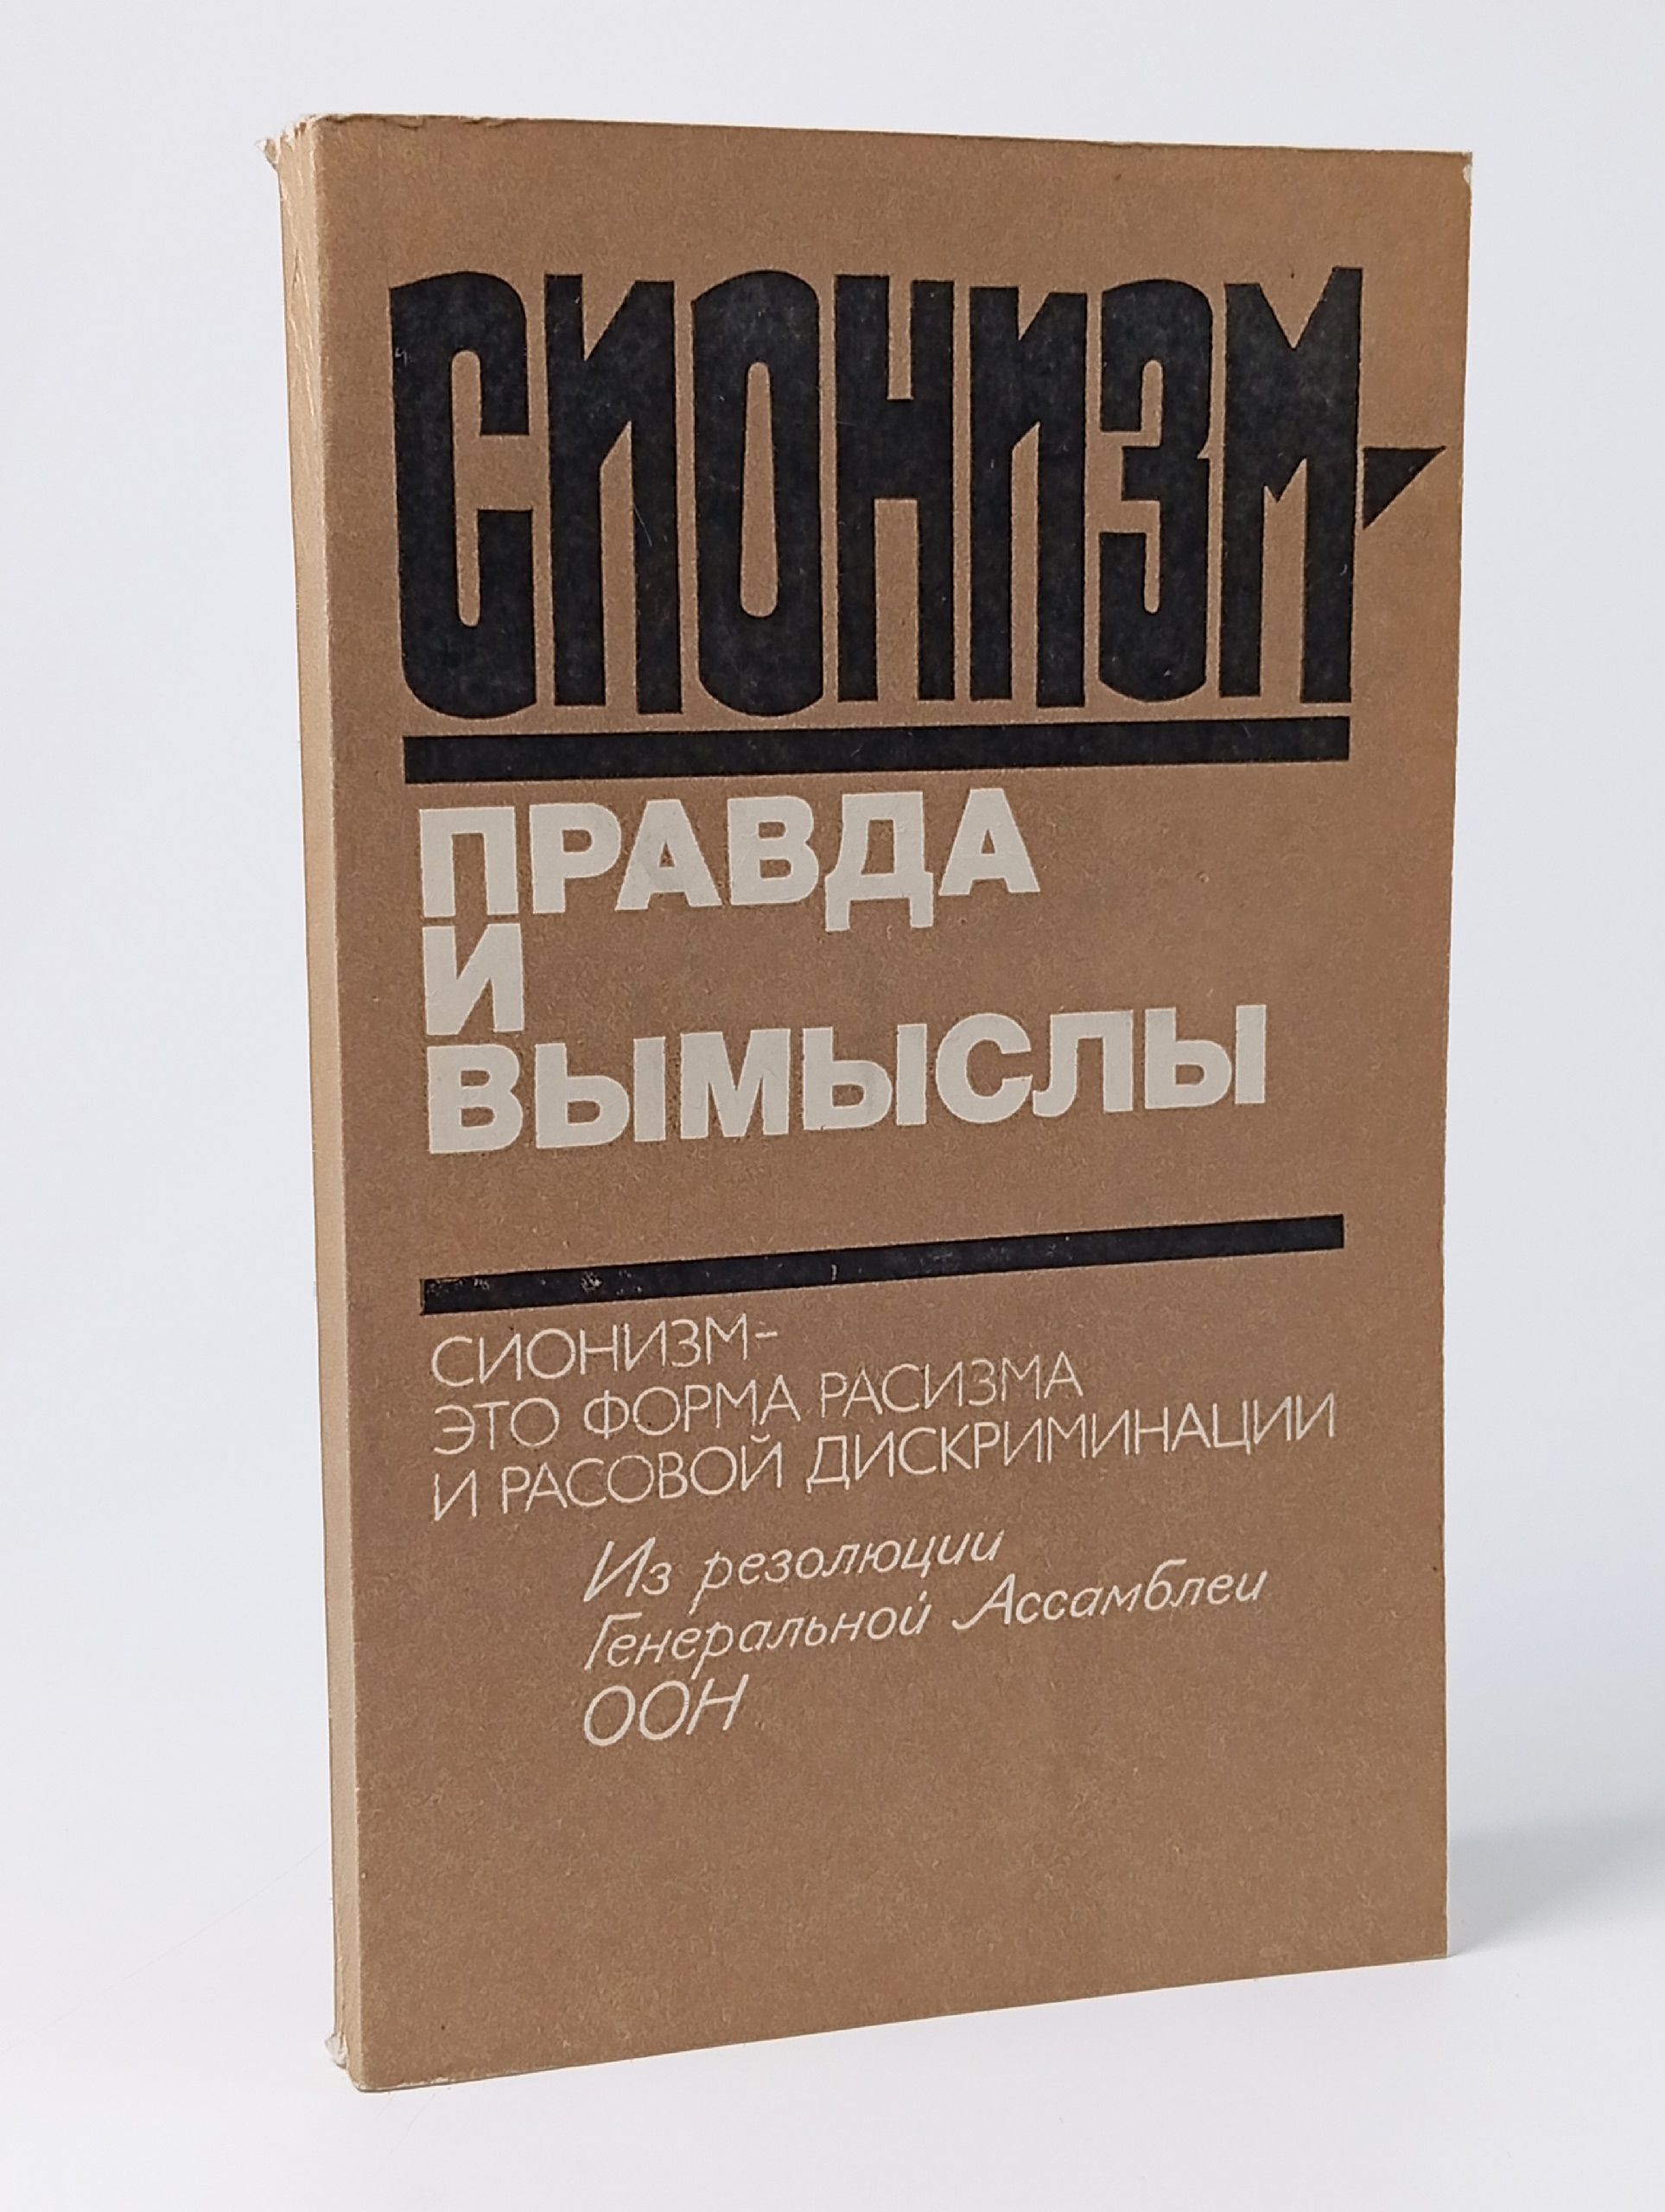 СИОНИЗМ-
ПРАВДА
И
ВЫМЫСЛЫ
СИОНИЗМ-
ЭТО ФОРМА РАСИЗМА
И РАСОВОЙ ДИСКРИМИНАЦИИ
Из резолюции
Генеральной Ассамблеи
ООН